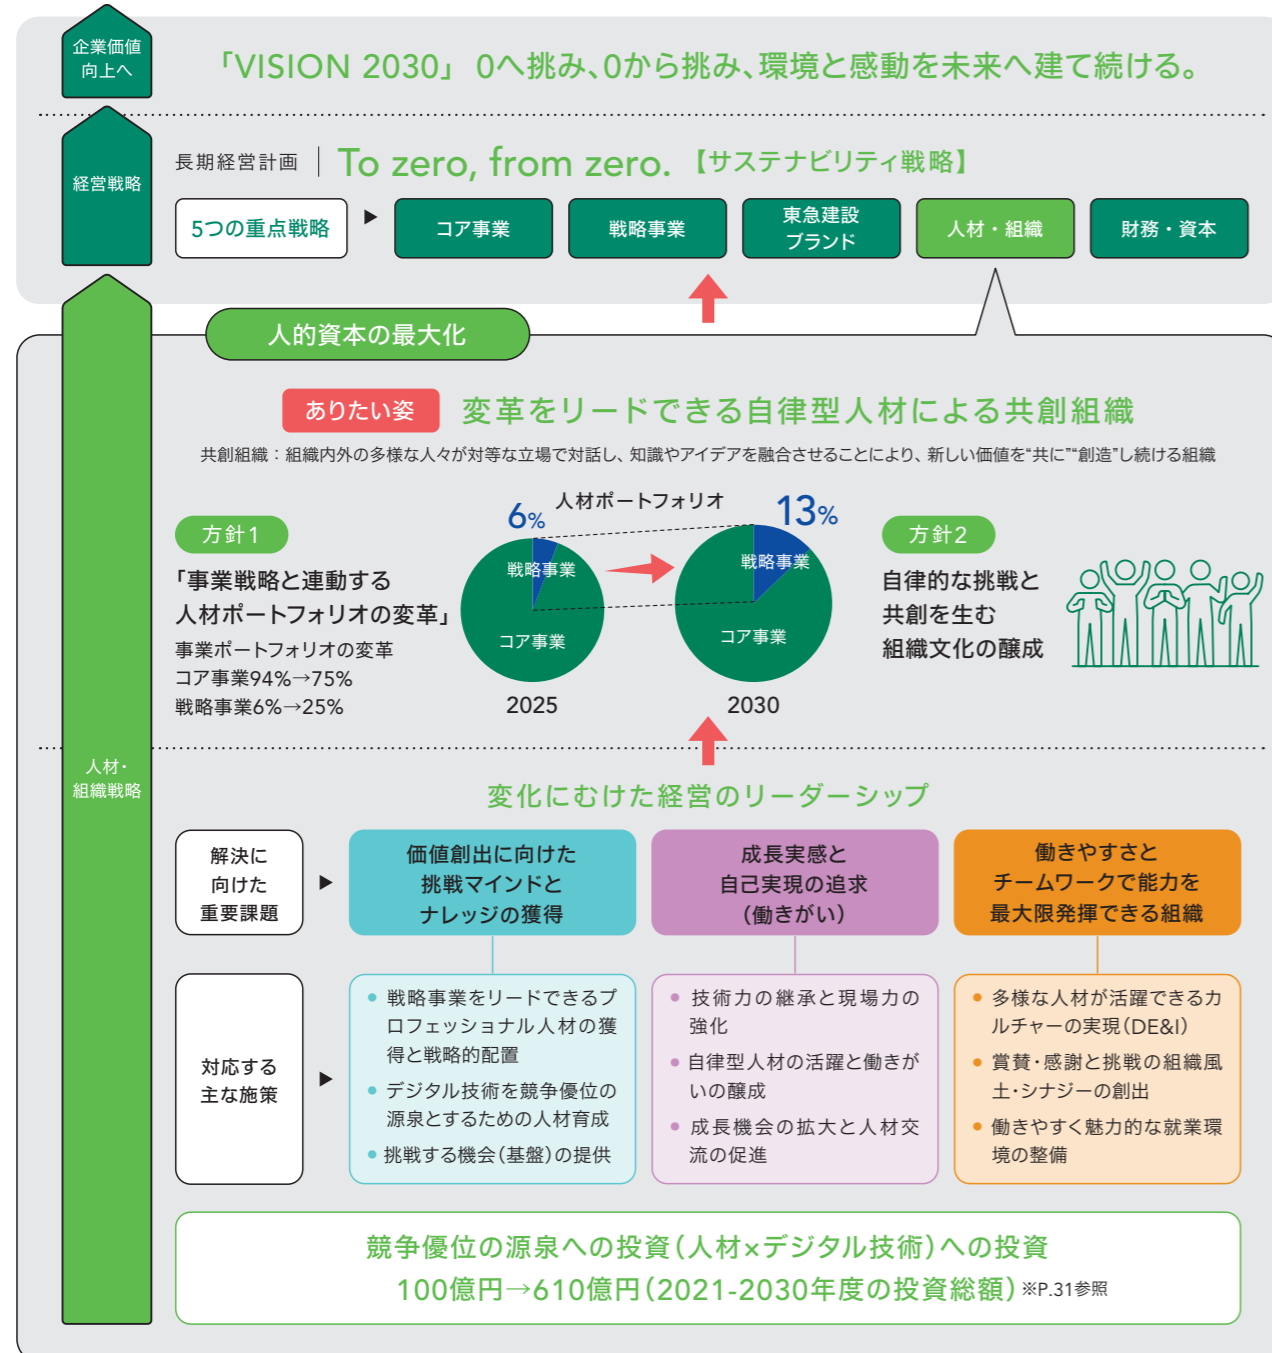 企業価値
向上へ
「VISION 2030」 0へ挑み、0から挑み、環境と感動を未来へ建て続ける。
経営戦略
長期経営計画 To zero, from zero.【サステナビリティ戦略】
5つの重点戦略
コア事業
戦略事業
東急建設
ブランド
人材・組織
財務・資本
人的資本の最大化
ありたい姿 変革をリードできる自律型人材による共創組織
共創組織：組織内外の多様な人々が対等な立場で対話し、知識やアイデアを融合させることにより、新しい価値を“共に”“創造”し続ける組織
方針1
「事業戦略と連動する
人材ポートフォリオの変革」
事業ポートフォリオの変革
コア事業94%→75%
戦略事業6%→25%
人材ポートフォリオ
6%
戦略事業
コア事業
2025
13%
戦略事業
コア事業
2030
方針2
自律的な挑戦と
共創を生む
組織文化の醸成
人材・
組織戦略
変化にむけた経営のリーダーシップ
解決に
向けた
重要課題
価値創出に向けた
挑戦マインドと
ナレッジの獲得
成長実感と
自己実現の追求
(働きがい)
働きやすさと
チームワークで能力を
最大限発揮できる組織
対応する
主な施策
• 戦略事業をリードできるプ
ロフェッショナル人材の獲
得と戦略的配置
• デジタル技術を競争優位の
源泉とするための人材育成
• 挑戦する機会(基盤)の提供
• 技術力の継承と現場力の
強化
• 自律型人材の活躍と働きが
いの醸成
• 成長機会の拡大と人材交
流の促進
• 多様な人材が活躍できるカ
ルチャーの実現(DE&I)
• 賞賛・感謝と挑戦の組織風
土・シナジーの創出
• 働きやすく魅力的な就業環
境の整備
競争優位の源泉への投資(人材×デジタル技術)への投資
100億円→610億円(2021-2030年度の投資総額) ※P.31参照